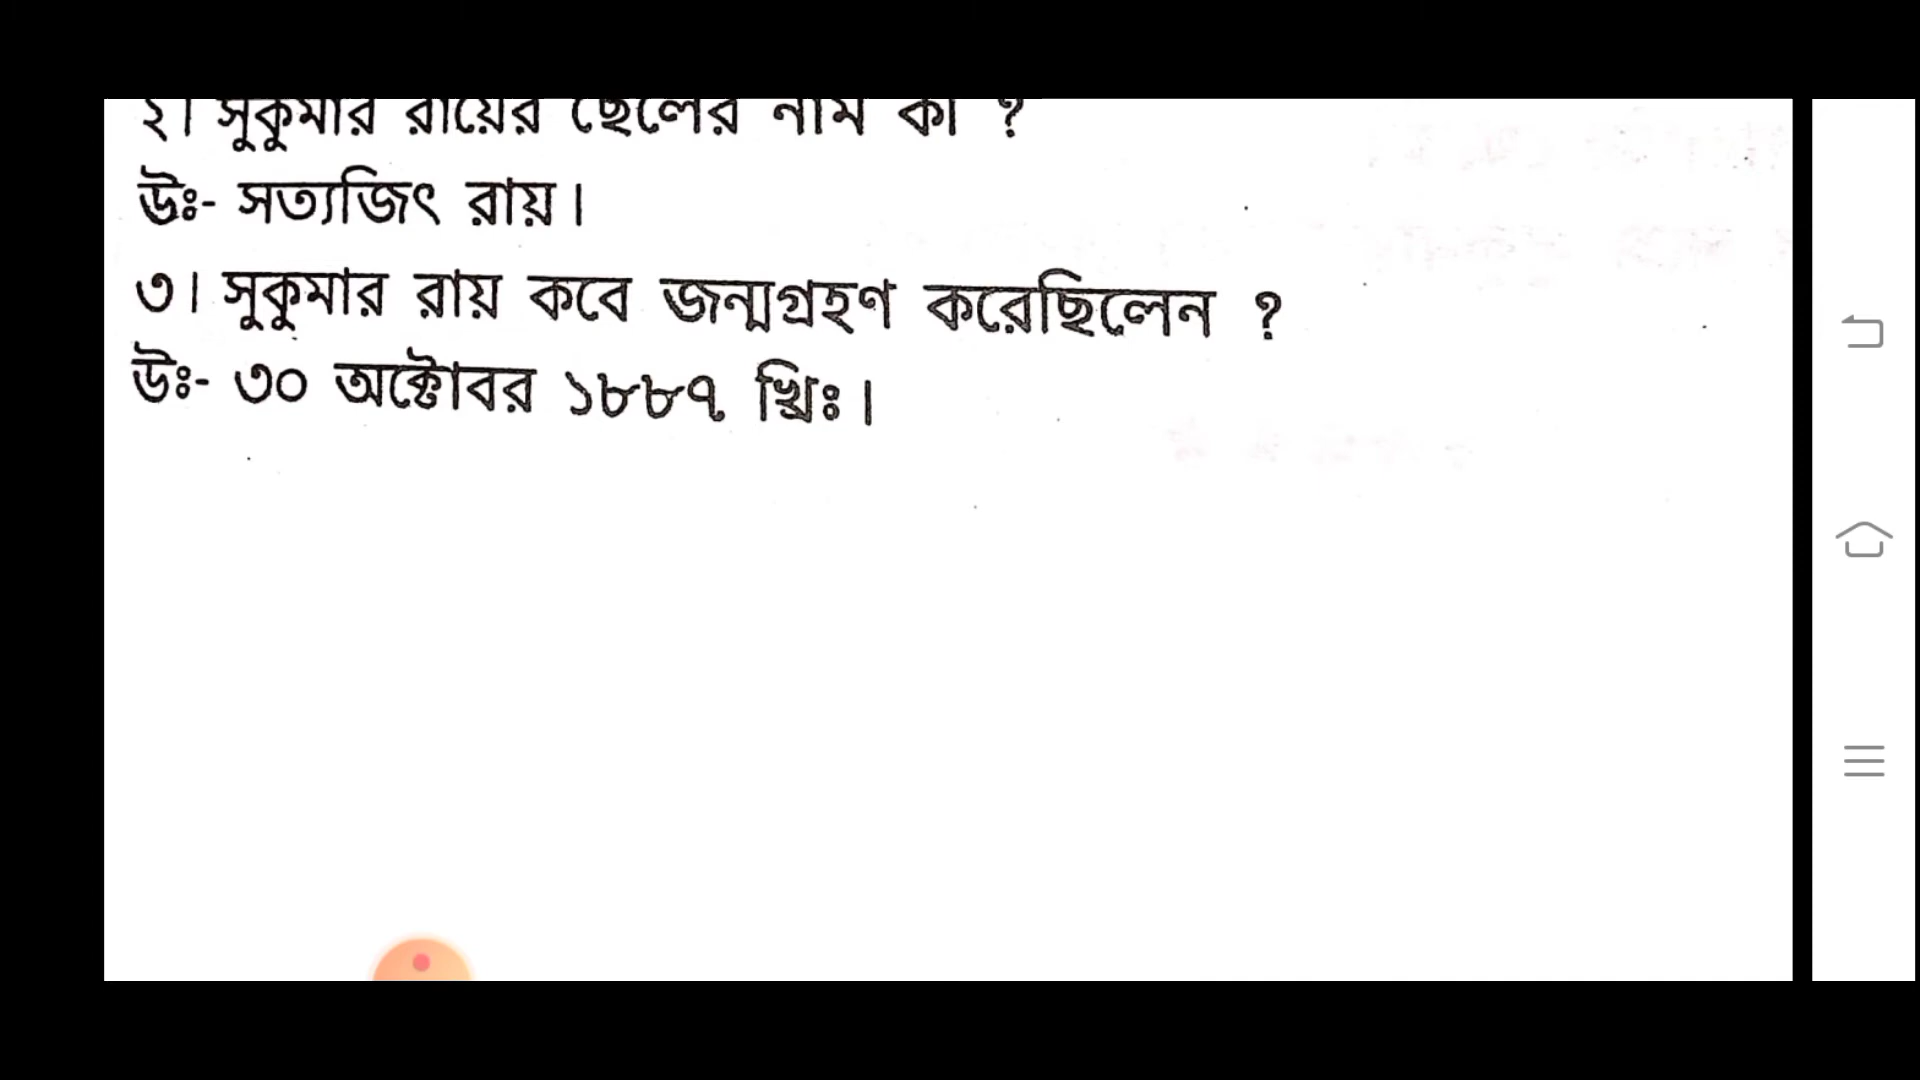 ২। সুকুমার রায়ের ছেলের নাম কী ?
উঃ- সত্যজিৎ রায়।
৩। সুকুমার রায় কবে জন্মগ্রহণ করেছিলেন ?
উঃ- ৩০ অক্টোবর ১৮৮৭ খ্রিঃ।